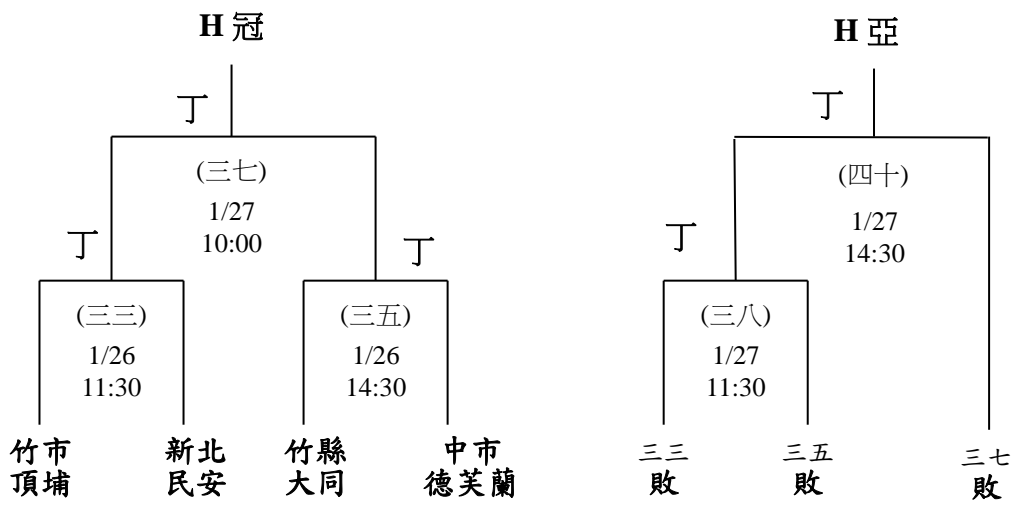 H 冠
丁
(三七)
1/27
10:00
丁
丁
(三三)
1/26
11:30
(三五)
1/26
14:30
竹市
頂埔
新北
民安
竹縣
大同
中市
德芙蘭
H 亞
丁
(四十)
1/27
14:30
丁
(三八)
1/27
11:30
三三
敗
三五
敗
三七
敗